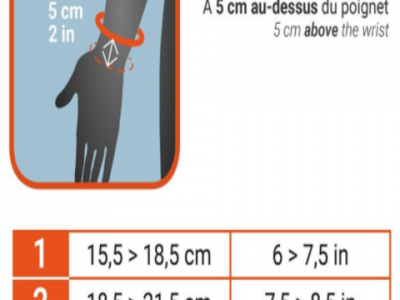 5 cm
2 in
A 5 cm au-dessus du poignet
5 cm above the wrist
1 15,5 > 18,5 cm 6 > 7,5 in
2 18,5 > 21,5 cm 7,5 > 8,5 in